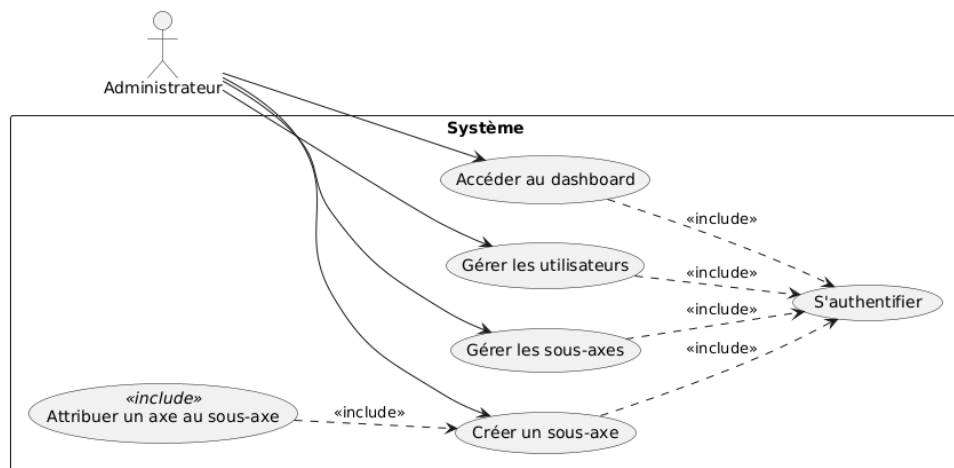 Administrateur
Système
Accéder au dashboard
«include»
Gérer les utilisateurs
«include»
S'authentifier
«include»
Gérer les sous-axes
«include»
«include»
Attribuer un axe au sous-axe
«include»
Créer un sous-axe